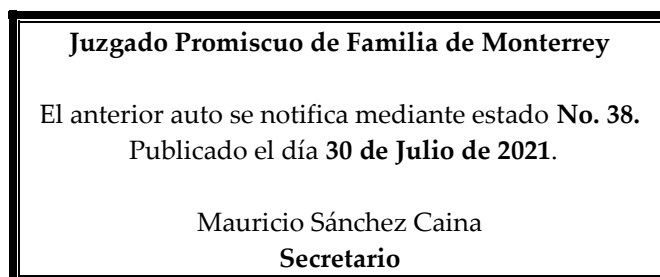 Juzgado Promiscuo de Familia de Monterrey
El anterior auto se notifica mediante estado No. 38.
Publicado el día 30 de Julio de 2021.
Mauricio Sánchez Caina
Secretario